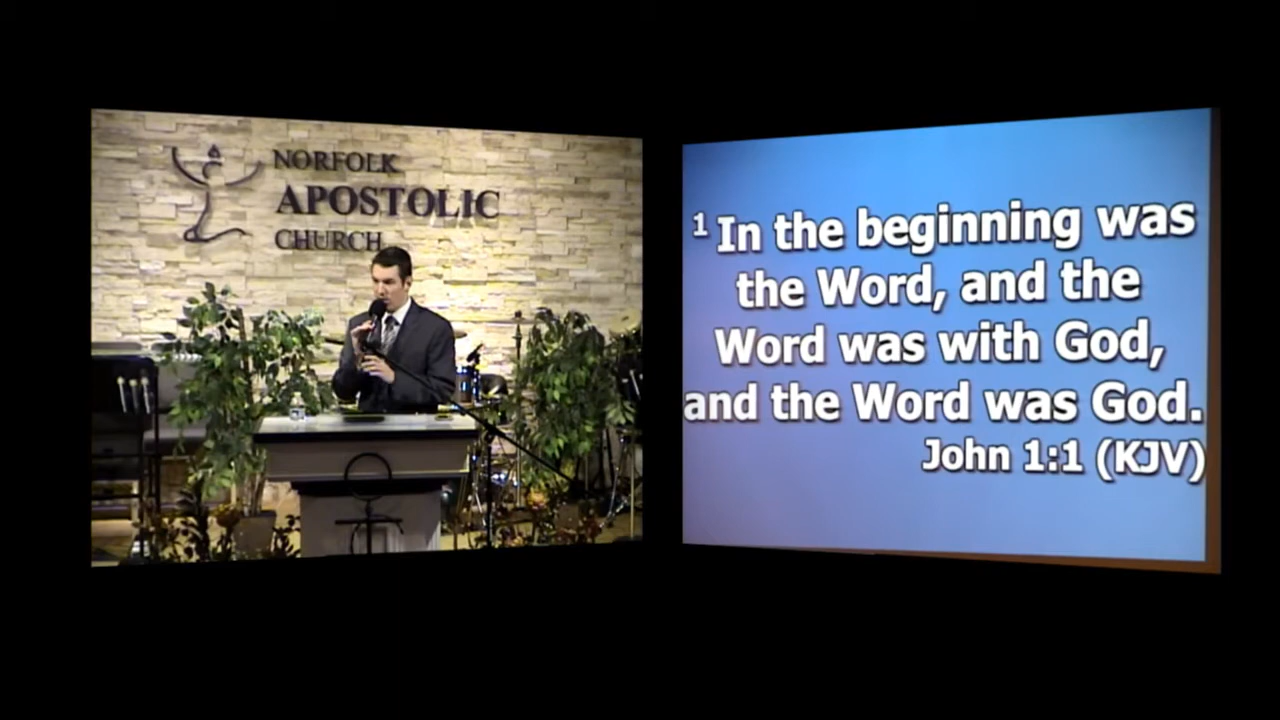 NORFOLK
APOSTOLIC
CHURCH
1 In the beginning was
the Word, and the
Word was with God,
and the Word was God.
John 1:1 (KJV)